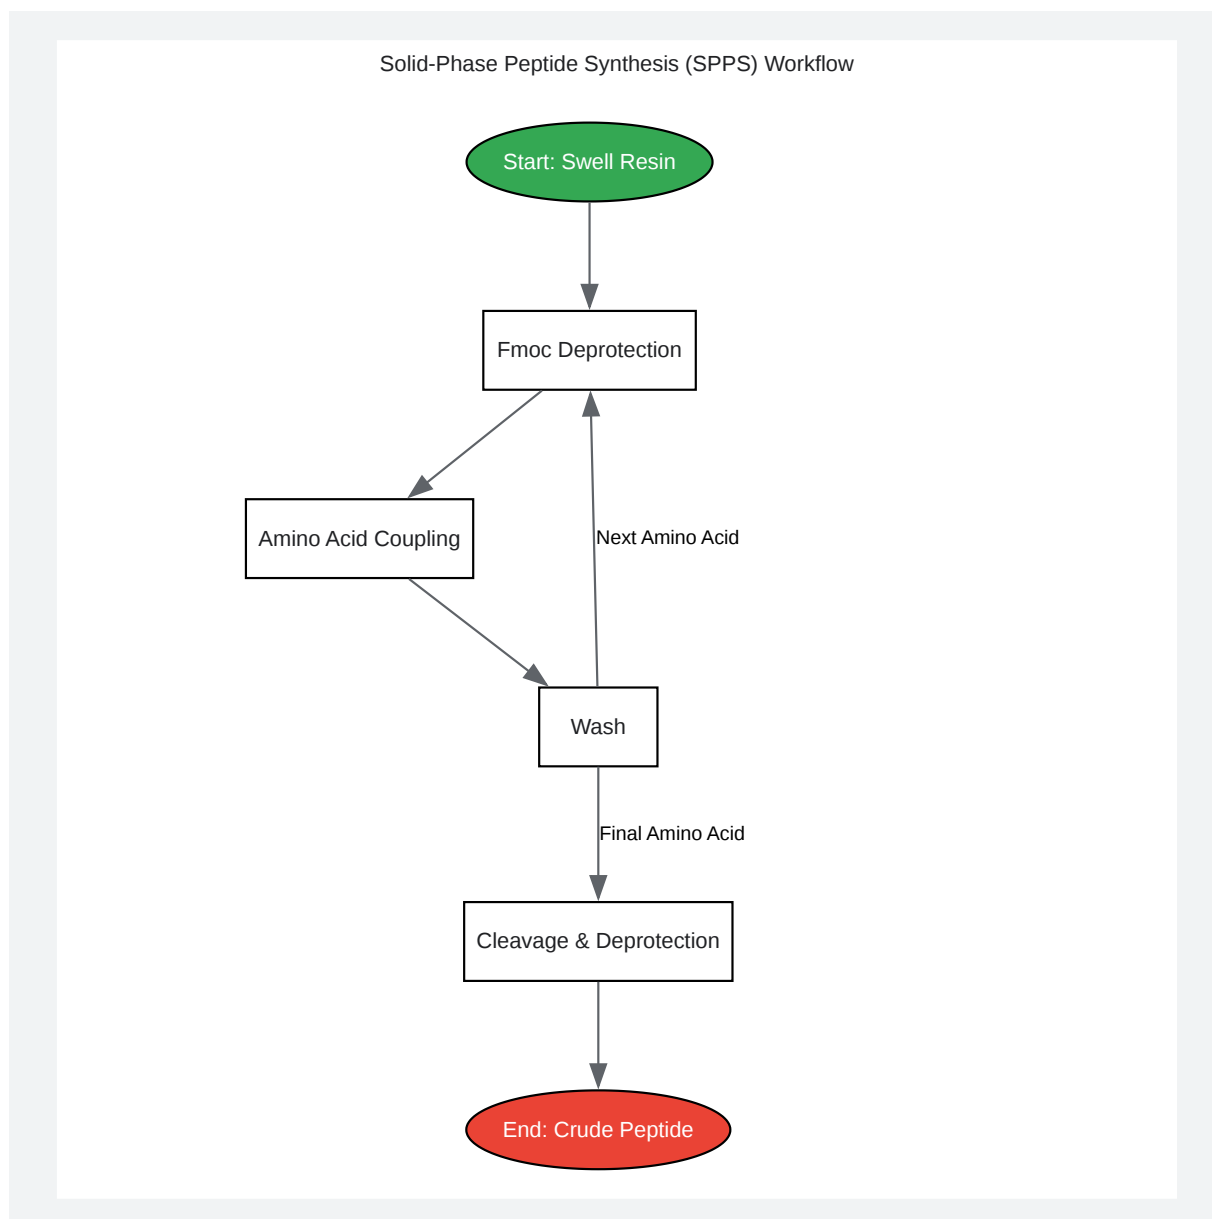 Solid-Phase Peptide Synthesis (SPPS) Workflow
Start: Swell Resin
Fmoc Deprotection
Amino Acid Coupling
Next Amino Acid
Wash
Final Amino Acid
Cleavage & Deprotection
End: Crude Peptide